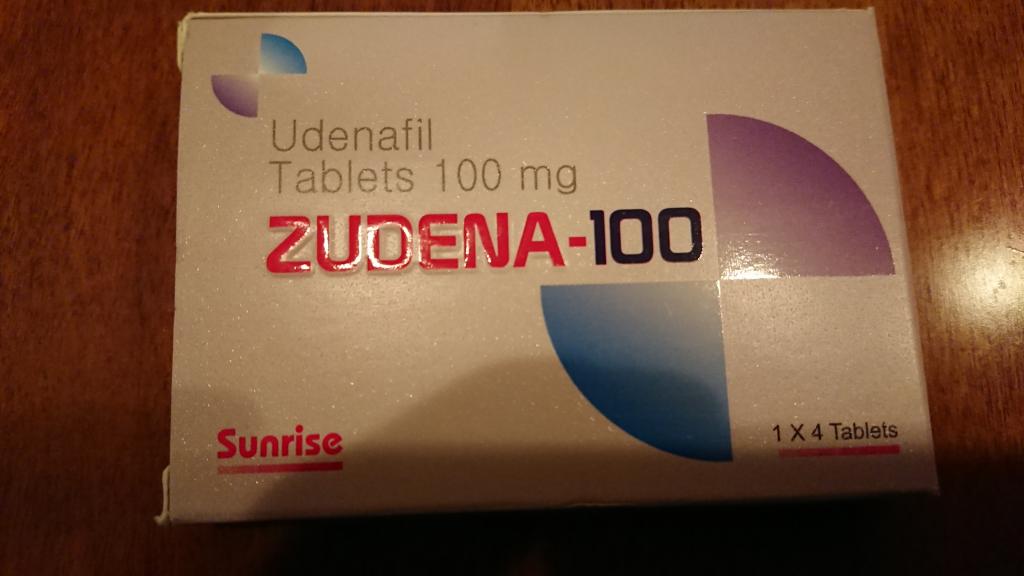 Udenafil
Tablets 100 mg
ZUDENA-100
Sunrise
1 X 4 Tablets